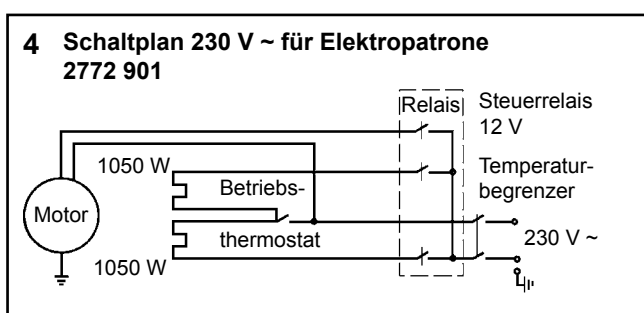 4 Schaltplan 230 V ~ für Elektropatrone
2772 901
Relais
Steuerrelais
12 V
1050 W
Betriebs-
thermostat
Temperatur-
begrenzer
Motor
230 V ~
1050 W